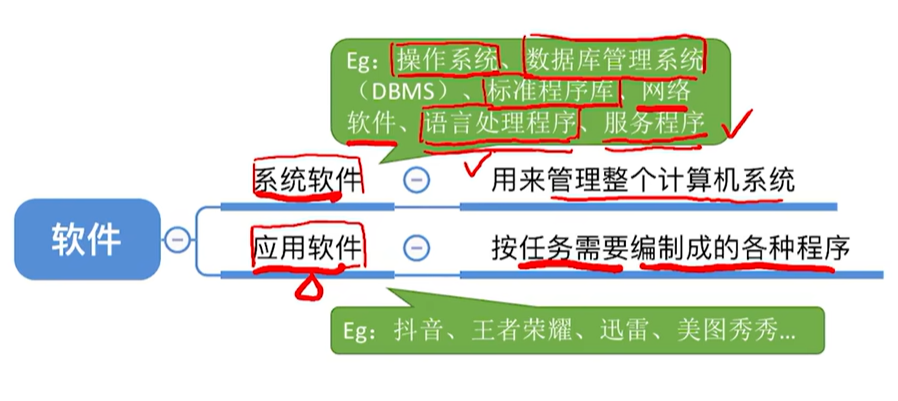 Eg：操作系统、数据库管理系统
（DBMS）、标准程序库、网络
软件、语言处理程序、服务程序
系统软件
用来管理整个计算机系统
软件
应用软件
按任务需要编制成的各种程序
Eg：抖音、王者荣耀、迅雷、美图秀秀...